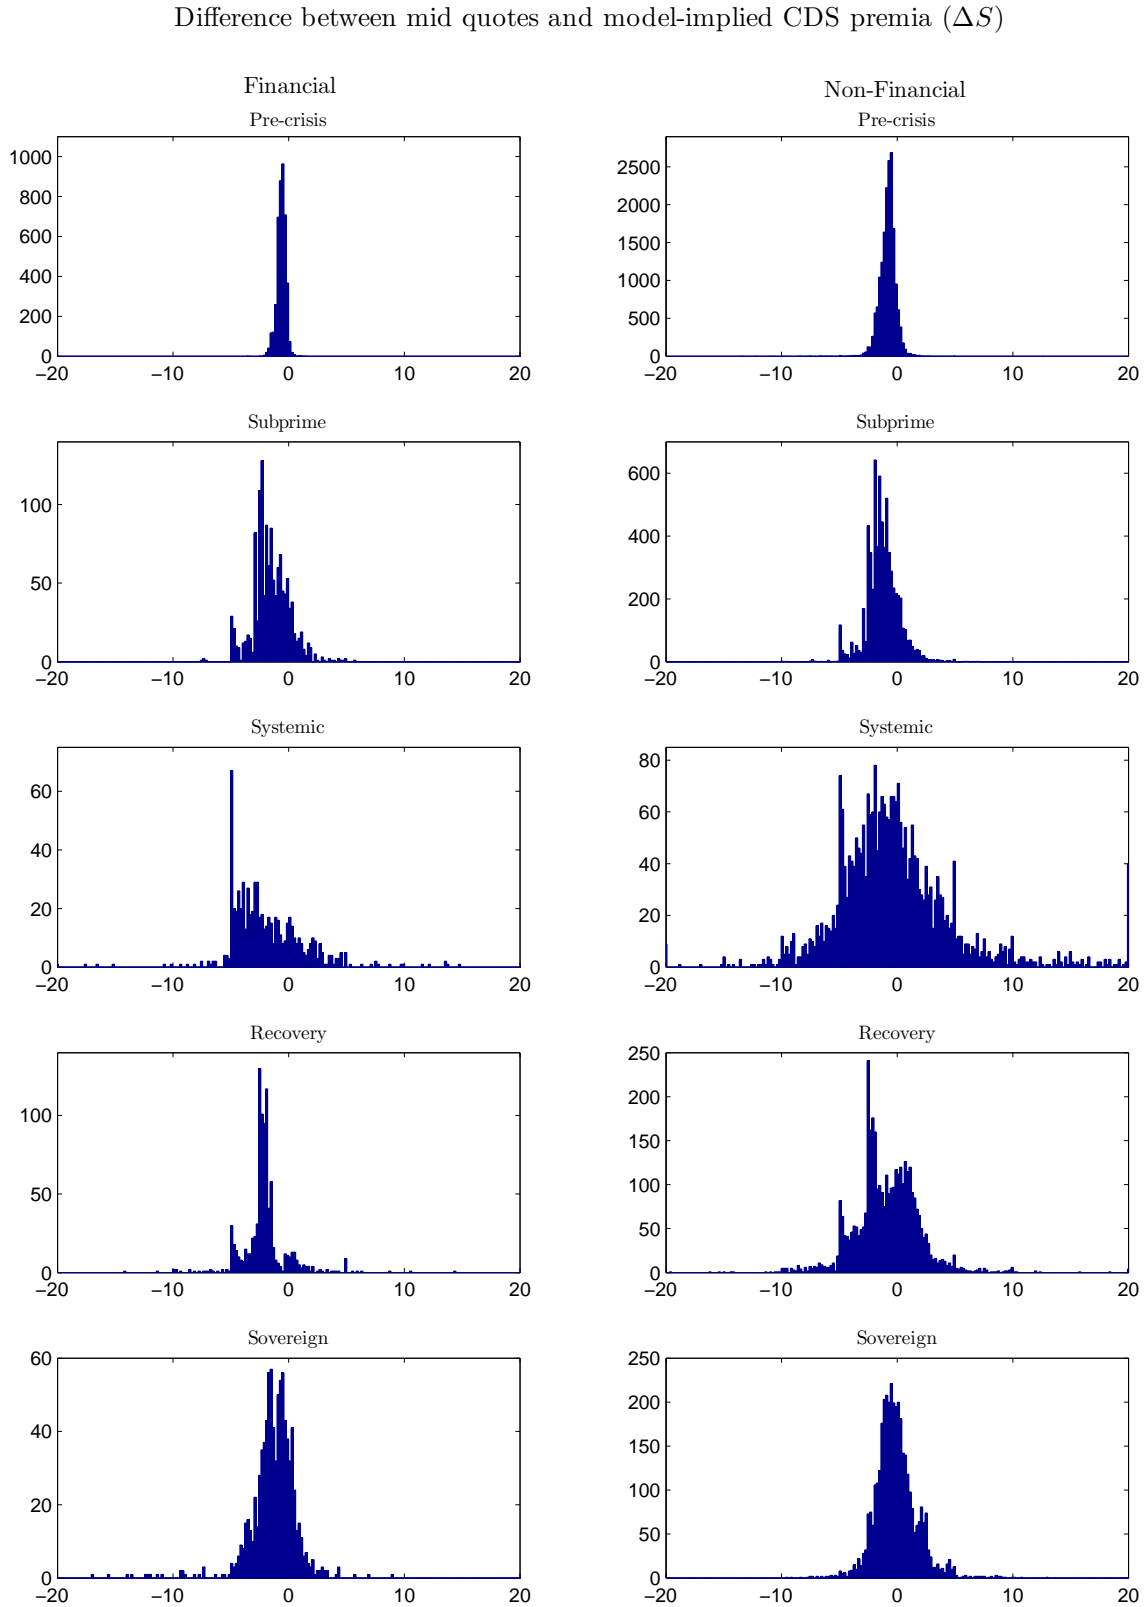 Difference between mid quotes and model-implied CDS premia (ΔS)
Financial
Non-Financial
Pre-crisis
Pre-crisis
1000
800
600
400
200
0
−20 −10 0 10 20
2500
2000
1500
1000
500
0
−20 −10 0 10 20
Subprime
Subprime
100
50
0
−20 −10 0 10 20
600
400
200
0
−20 −10 0 10 20
Systemic
Systemic
60
40
20
0
−20 −10 0 10 20
80
60
40
20
0
−20 −10 0 10 20
Recovery
Recovery
100
50
0
−20 −10 0 10 20
250
200
150
100
50
0
−20 −10 0 10 20
Sovereign
Sovereign
60
40
20
0
−20 −10 0 10 20
250
200
150
100
50
0
−20 −10 0 10 20